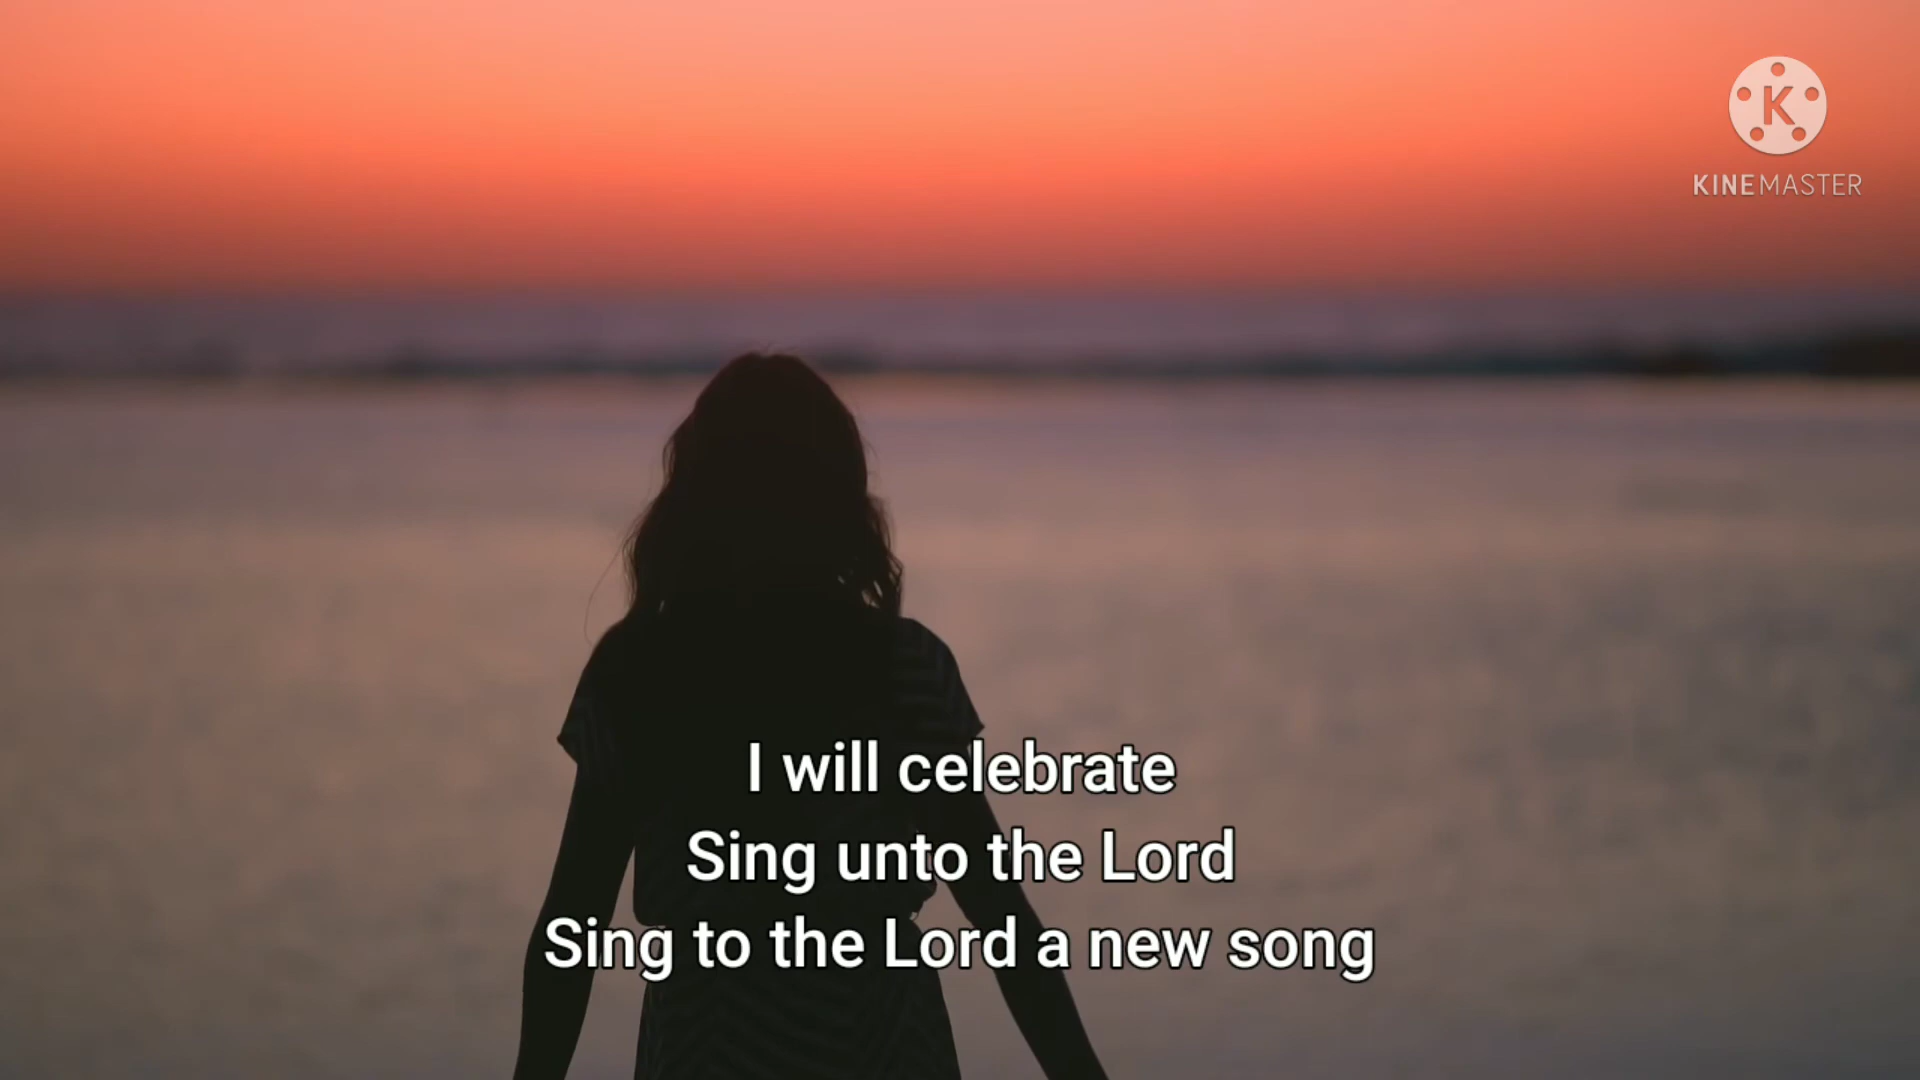 K
KINEMASTER
I will celebrate
Sing unto the Lord
Sing to the Lord a new song